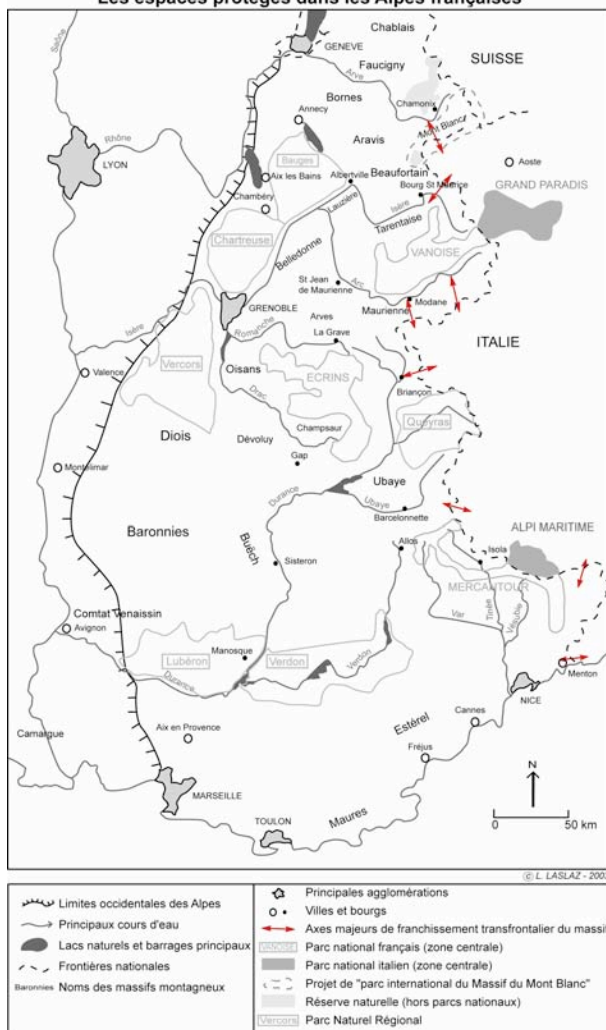 Les espaces protégés dans les Alpes françaises
Chablais
SUISSE
GENEVE
Faucigny
Saône
Arve
Bornes
Chamonix
Annecy
Mont Blanc
Rhône
Aravis
LYON
Bauges
Aoste
Aix les Bains
Albertville
Beaufortain
Bourg St Maurice
GRAND PARADIS
Chambéry
Lauzière
Isère
Tarentaise
Chartreuse
Belledonne
VANOISE
St Jean
de Maurienne
Arc
Maurienne
Modane
GRENOBLE
Isère
Romanche
Arves
La Grave
ITALIE
Vercors
Oisans
ECRINS
Valence
Drac
Briançon
Champsaur
Queyras
Diois
Dévoluy
Gap
Montélimar
Durance
Ubaye
Ubaye
Barcelonnette
ALPI MARITIME
Baronnies
Buëch
Allos
Isola
Sisteron
MERCANTOUR
Comtat Venaissin
Var
Tinée
Vésubie
Avignon
Manosque
Lubéron
Verdon
Verdon
Durance
Menton
NICE
Aix en Provence
Cannes
Estérel
Camargue
Fréjus
N
MARSEILLE
Maures
TOULON
0 50 km
© L. LASLAZ - 2003
Limites occidentales des Alpes
Principaux cours d'eau
Lacs naturels et barrages principaux
Frontières nationales
Baronnies Noms des massifs montagneux
Principales agglomérations
Villes et bourgs
Axes majeurs de franchissement transfrontalier du massif
VANOISE Parc national français (zone centrale)
Parc national italien (zone centrale)
Projet de "parc international du Massif du Mont Blanc"
Réserve naturelle (hors parcs nationaux)
Vercors Parc Naturel Régional